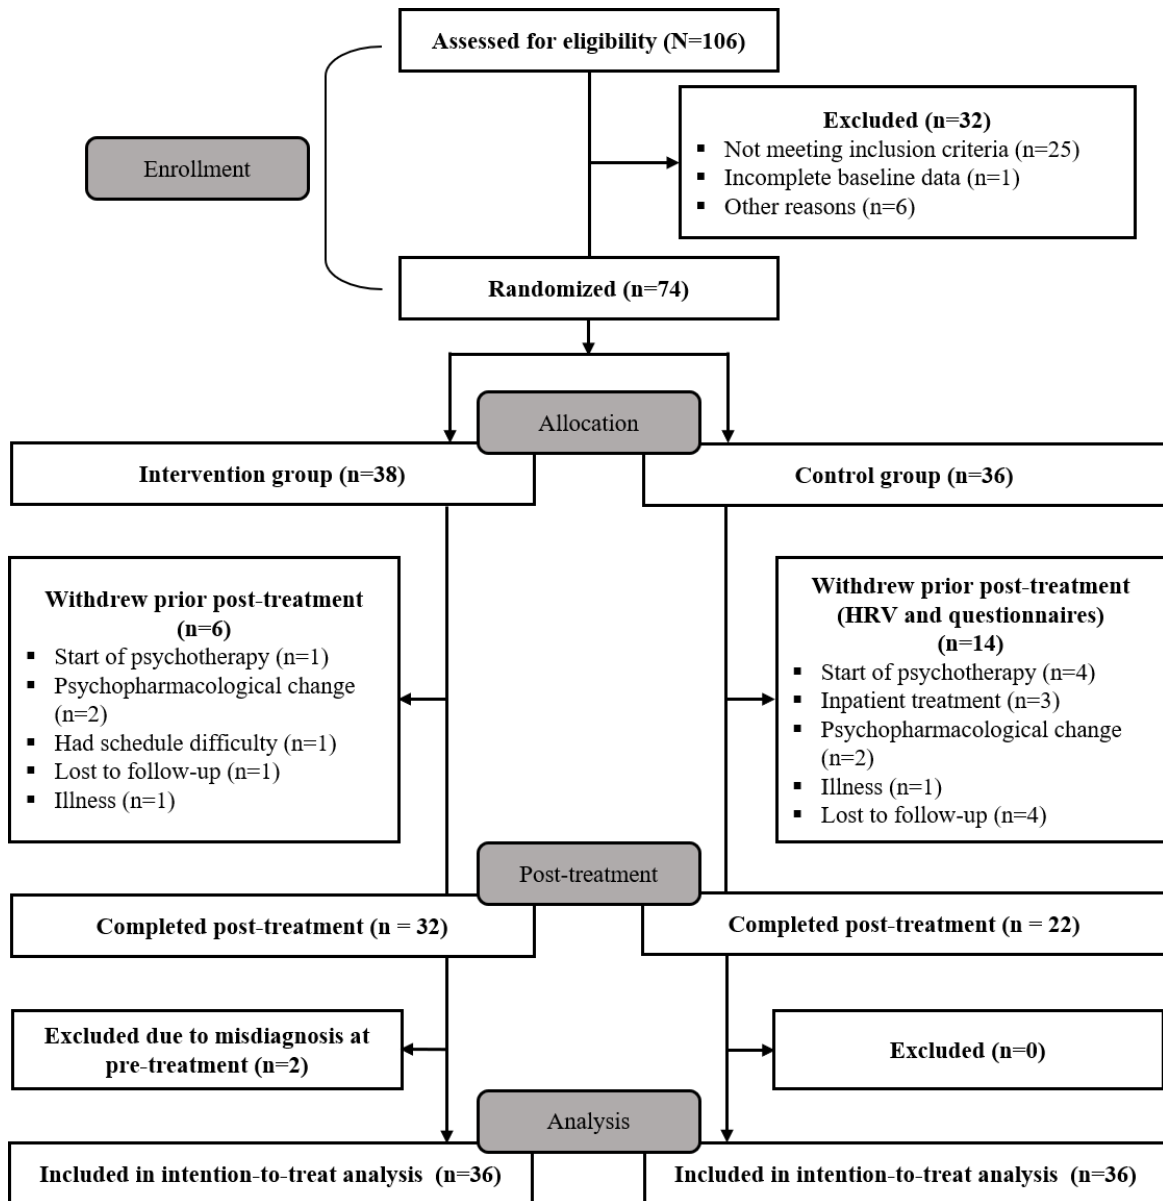 Assessed for eligibility (N=106)
Enrollment
Excluded (n=32)
▪ Not meeting inclusion criteria (n=25)
▪ Incomplete baseline data (n=1)
▪ Other reasons (n=6)
Randomized (n=74)
Allocation
Intervention group (n=38)
Control group (n=36)
Withdrew prior post-treatment
(n=6)
▪ Start of psychotherapy (n=1)
▪ Psychopharmacological change
(n=2)
▪ Had schedule difficulty (n=1)
▪ Lost to follow-up (n=1)
▪ Illness (n=1)
Withdrew prior post-treatment
(HRV and questionnaires)
(n=14)
▪ Start of psychotherapy (n=4)
▪ Inpatient treatment (n=3)
▪ Psychopharmacological change
(n=2)
▪ Illness (n=1)
▪ Lost to follow-up (n=4)
Post-treatment
Completed post-treatment (n = 32)
Completed post-treatment (n = 22)
Excluded due to misdiagnosis at
pre-treatment (n=2)
Excluded (n=0)
Analysis
Included in intention-to-treat analysis  (n=36)
Included in intention-to-treat analysis  (n=36)